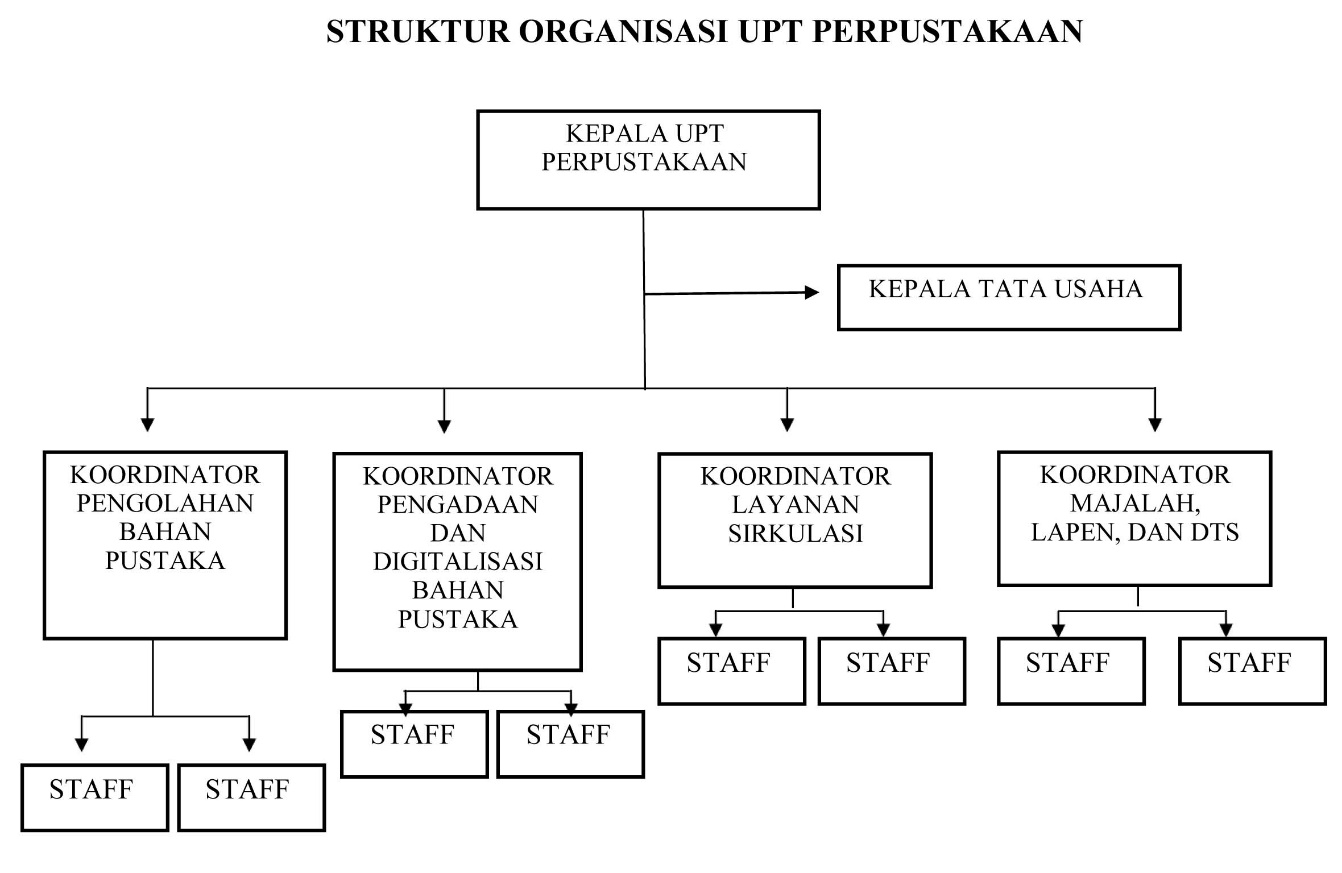 STRUKTUR ORGANISASI UPT PERPUSTAKAAN
KEPALA UPT
PERPUSTAKAAN
KEPALA TATA USAHA
KOORDINATOR
PENGOLAHAN
BAHAN
PUSTAKA
KOORDINATOR
PENGADAAN
DAN
DIGITALISASI
BAHAN
PUSTAKA
KOORDINATOR
LAYANAN
SIRKULASI
KOORDINATOR
MAJALAH,
LAPEN, DAN DTS
STAFF
STAFF
STAFF
STAFF
STAFF
STAFF
STAFF
STAFF